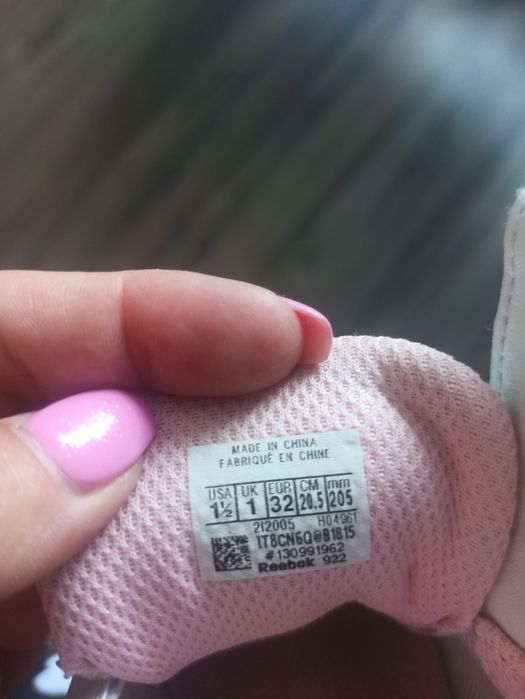 MADE IN CHINA
FABRIQUÉ EN CHINE
USA UK EUR CM mm
1½ 1 32 20.5 205
212005 H04961
1T8CN6Q@81815
#130991962
Reebok 922